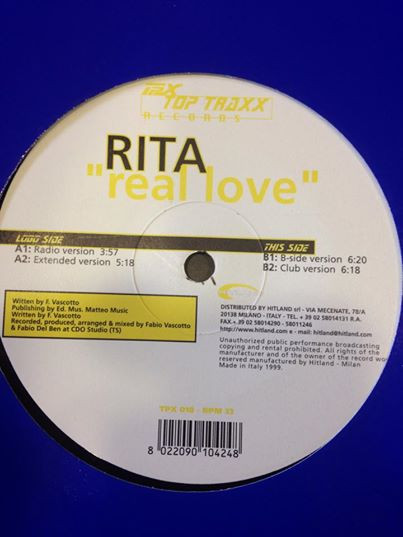 TPX
TOP TRAXX
RECORDS
RITA
"real love"
LOUD SIDE
A1: Radio version 3:57
A2: Extended version 5:18
THIS SIDE
B1: B-side version 6:20
B2: Club version 6:18
Witten by F. Vascotto
Publishing by Ed. Mus. Matteo Music
Written by F. Vascotto
Recorded, produced, arranged & mixed by Fabio Vascotto
& Fabio Del Ben at CDO Studio (TS)
DISTRIBUTED BY HITLAND srl - VIA MECENATE, 78/A
20138 MILANO - ITALY - TEL. + 39 02 58014131 R.A.
FAX.+ 39 02 58014290 - 58011246
http://www.hitland.com e - mail: hitland@hitland.com
Unauthorized public performance broadcasting
copying and rental prohibited. All rights of the
manufacturer and of the owner of the record wo
reserved manufactured by Hitland - Milan
Made in Italy 1999.
TPX 010 - RPM 33
8 022090 104248